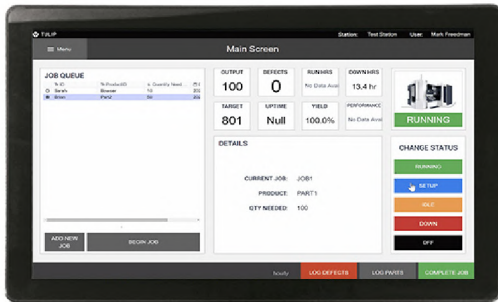 TULIP
Station: Test Station User: Mark Freedman
Menu
Main Screen
JOB QUEUE
OUTPUT
100
DEFECTS
0
RUN HRS
No Data Avai
DOWN HRS
13.4 hr
TARGET
801
UPTIME
Null
YIELD
100.0%
PERFORMANCE
No Data Avai
RUNNING
DETAILS
CURRENT JOB: JOB1
PRODUCT: PART1
QTY NEEDED: 100
CHANGE STATUS
RUNNING
SETUP
IDLE
DOWN
OFF
ADD NEW
JOB
BEGIN JOB
LOG DEFECTS
LOG PARTS
COMPLETE JOB